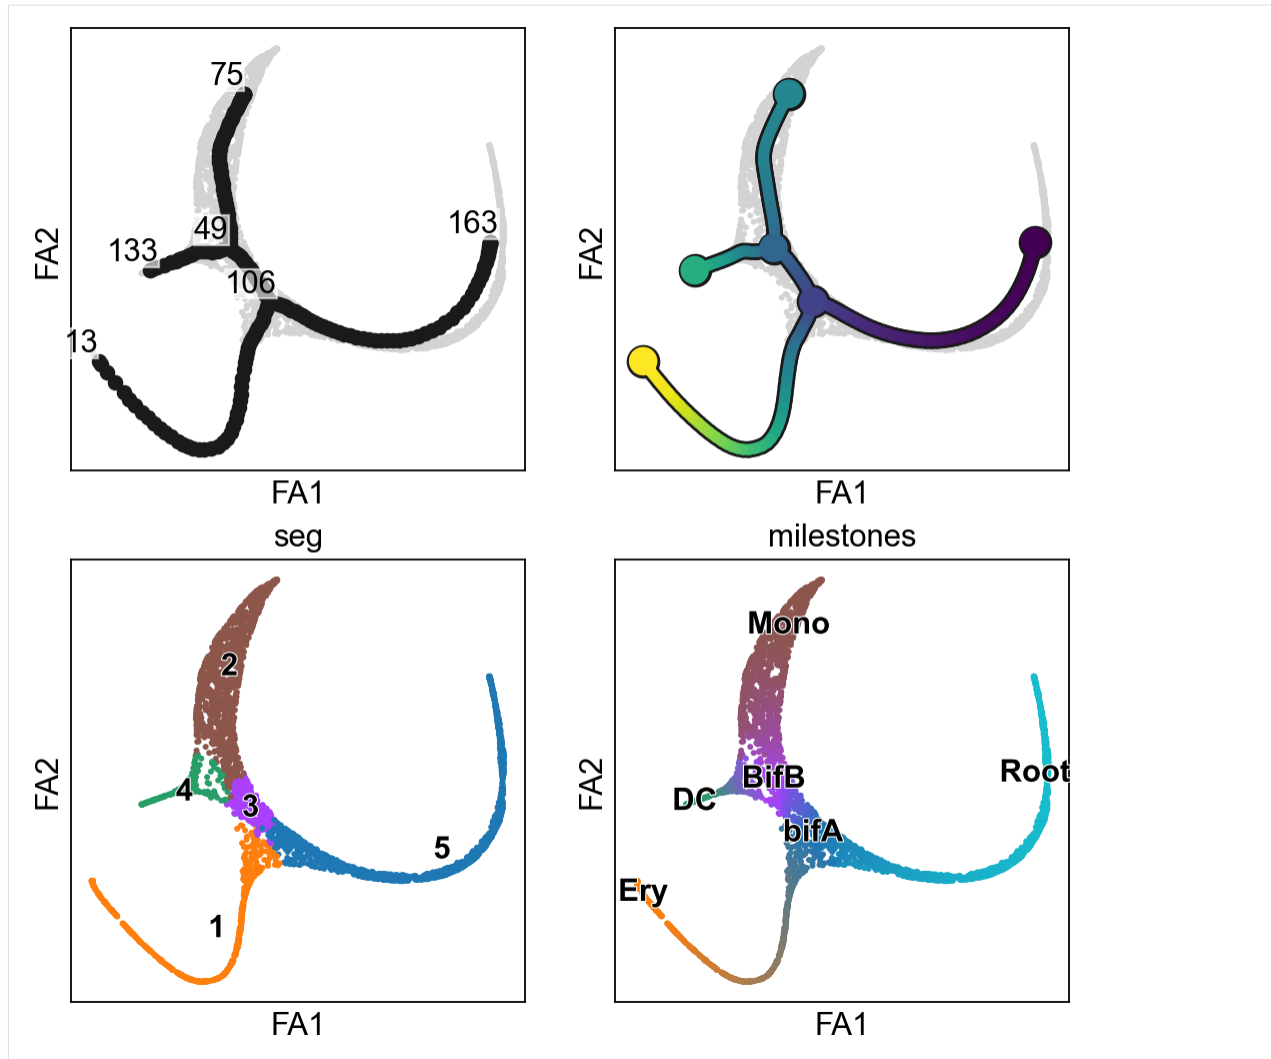 75
49
133
106
163
13
FA2
FA1
FA2
FA1
seg
2
4
3
5
1
FA2
FA1
milestones
Mono
BifB
Root
DC
bifA
Ery
FA2
FA1